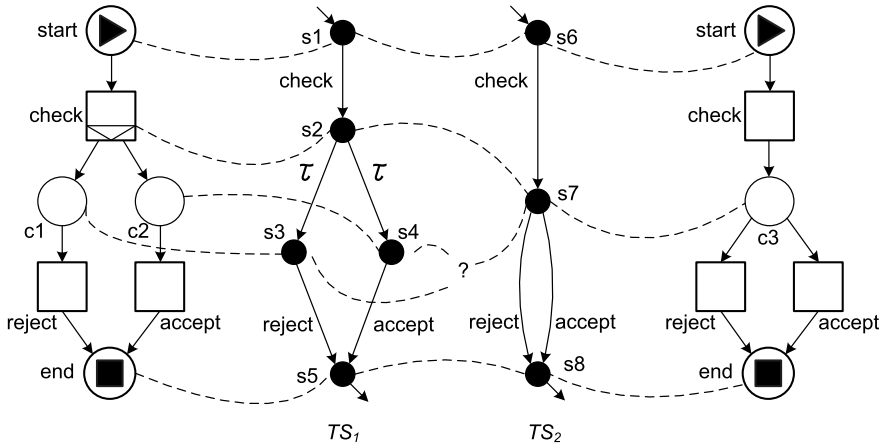 start
s1
s6
start
check
check
check
check
s2
τ
τ
s7
c1
c2
s3
s4
?
c3
reject
accept
reject
accept
reject
accept
reject
accept
end
s5
s8
end
TS1
TS2